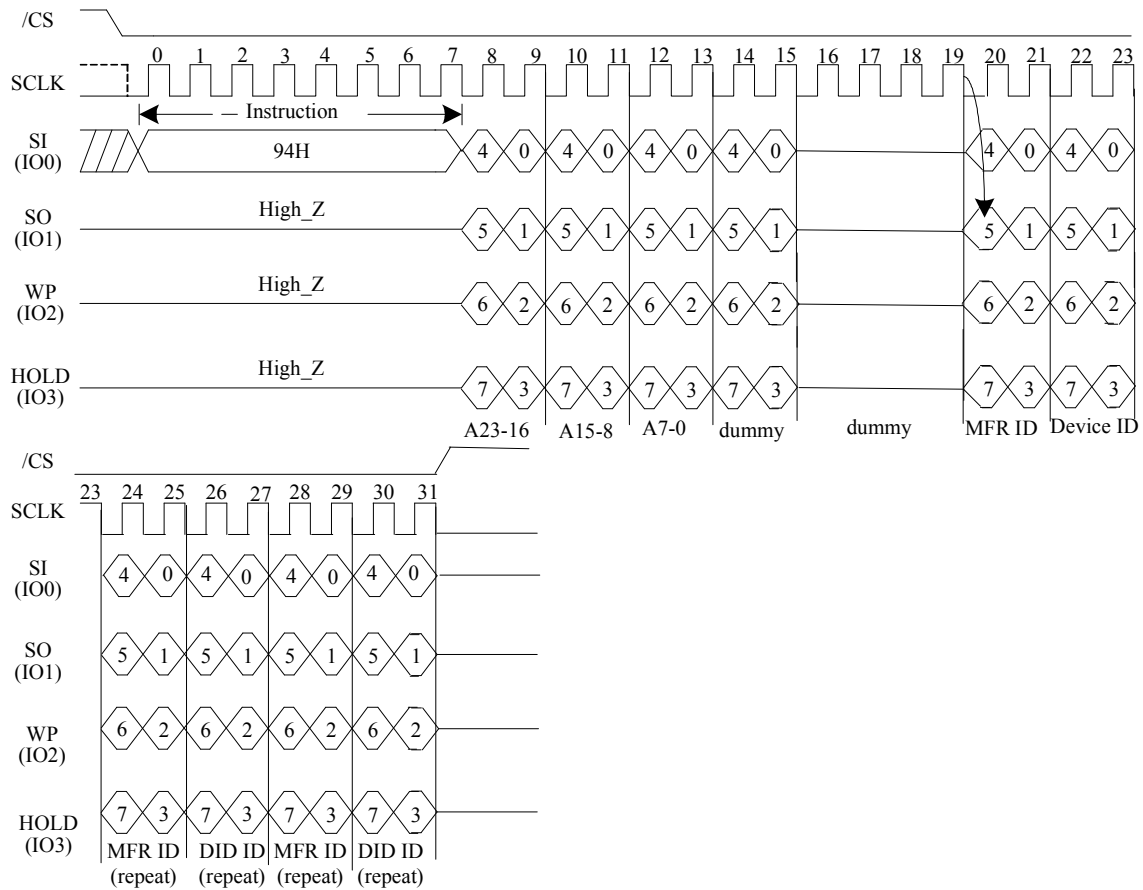 /CS
0 1 2 3 4 5 6 7 8 9 10 11 12 13 14 15 16 17 18 19 20 21 22 23
SCLK
Instruction
SI
(IO0)
94H
4 0 4 0 4 0 4 0 4 0 4 0
SO
(IO1)
High_Z
5 1 5 1 5 1 5 1 5 1 5 1
WP
(IO2)
High_Z
6 2 6 2 6 2 6 2 6 2 6 2
HOLD
(IO3)
High_Z
7 3 7 3 7 3 7 3 7 3 7 3
A23-16 A15-8 A7-0 dummy dummy MFR ID Device ID
/CS
23 24 25 26 27 28 29 30 31
SCLK
SI
(IO0)
4 0 4 0 4 0 4 0
SO
(IO1)
5 1 5 1 5 1 5 1
WP
(IO2)
6 2 6 2 6 2 6 2
HOLD
(IO3)
7 3 7 3 7 3 7 3
MFR ID DID ID MFR ID DID ID
(repeat) (repeat) (repeat) (repeat)